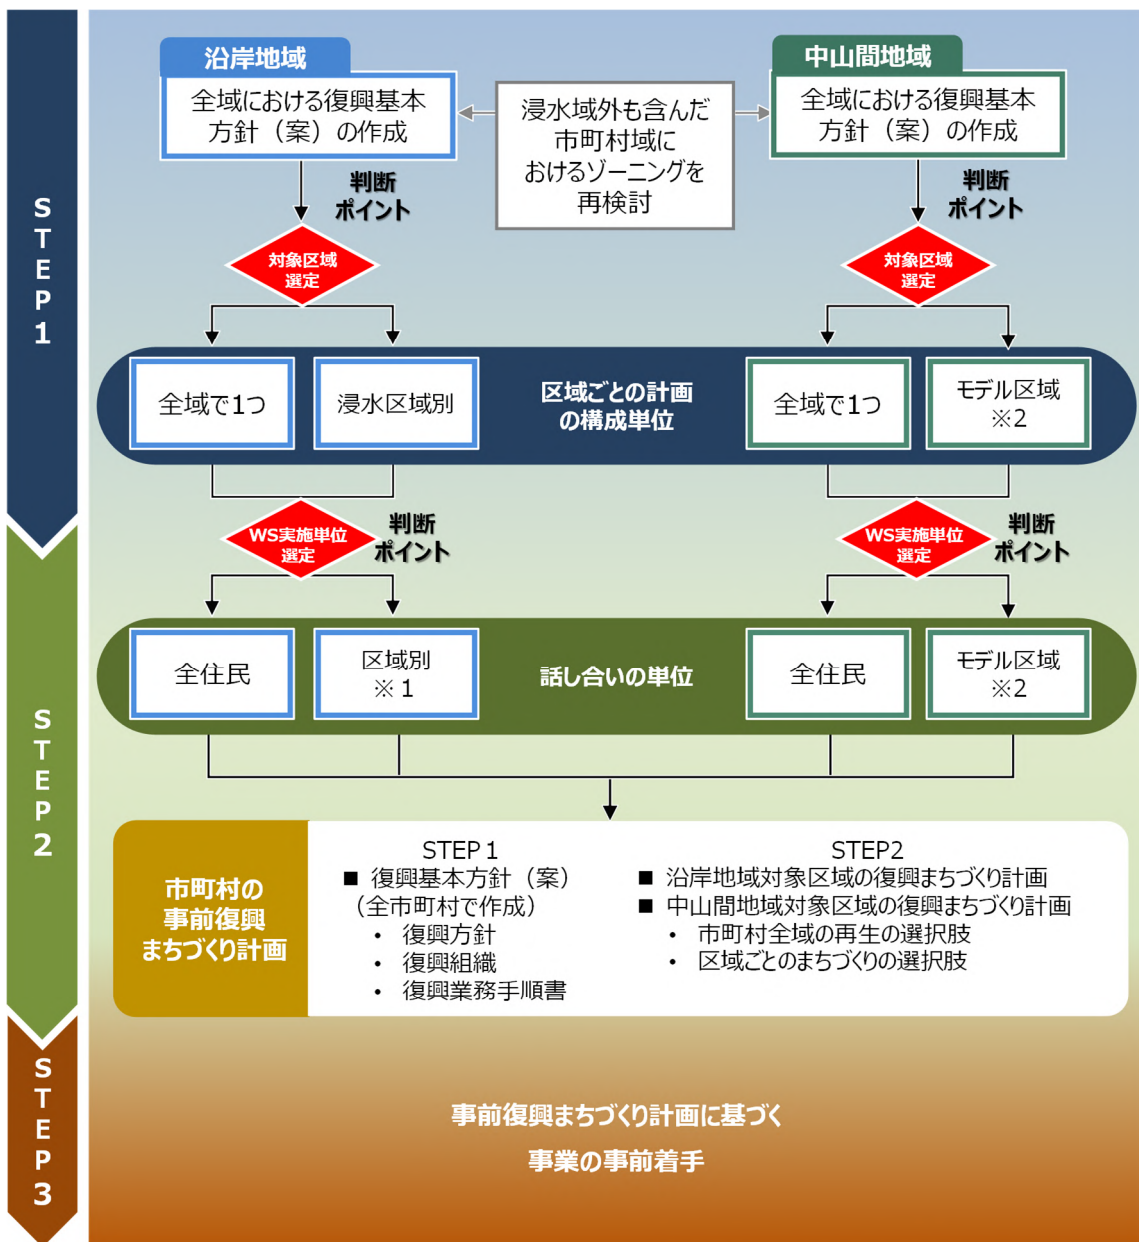 STEP1
沿岸地域
全域における復興基本
方針（案）の作成
浸水域外も含んだ
市町村域に
おけるゾーニングを
再検討
中山間地域
全域における復興基本
方針（案）の作成
判断
ポイント
対象区域
選定
判断
ポイント
対象区域
選定
全域で1つ
浸水区域別
区域ごとの計画
の構成単位
全域で1つ
モデル区域
※2
STEP2
WS実施単位
選定
判断
ポイント
WS実施単位
選定
判断
ポイント
全住民
区域別
※１
話し合いの単位
全住民
モデル区域
※2
市町村の
事前復興
まちづくり計画
STEP１
■ 復興基本方針（案）
（全市町村で作成）
• 復興方針
• 復興組織
• 復興業務手順書
STEP2
■ 沿岸地域対象区域の復興まちづくり計画
■ 中山間地域対象区域の復興まちづくり計画
• 市町村全域の再生の選択肢
• 区域ごとのまちづくりの選択肢
STEP3
事前復興まちづくり計画に基づく
事業の事前着手